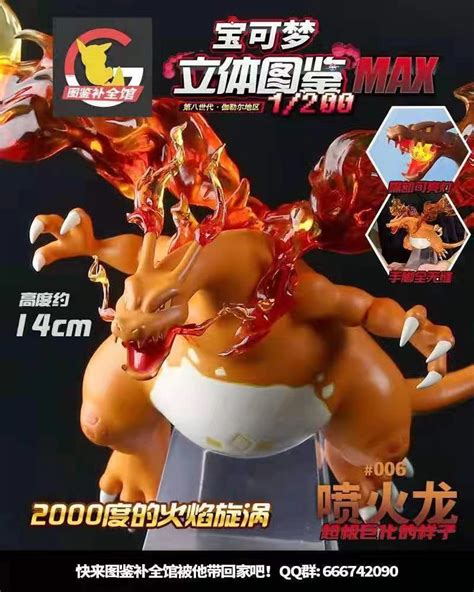 图鉴补全馆
宝可梦
立体图鉴MAX
第八世代·伽勒尔地区
1/200
高度约
14cm
#006
喷火龙
超极巨化的样子
2000度的火焰旋涡
快来图鉴补全馆被他带回家吧！ QQ群: 666742090